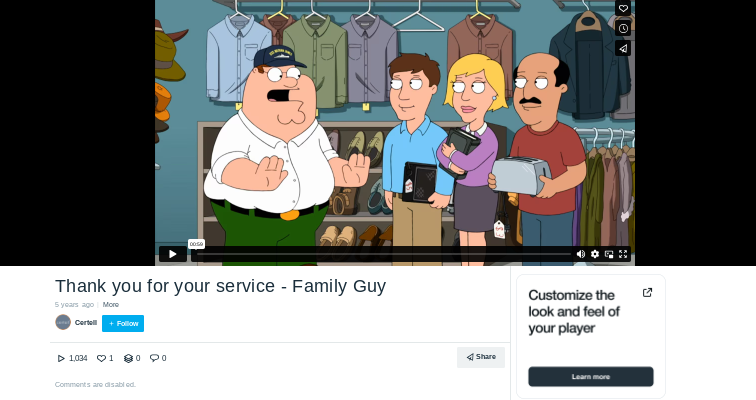 00:59
Thank you for your service - Family Guy
5 years ago | More
Certell
+ Follow
1,034 1 0 0
Share
Comments are disabled.
Customize the
look and feel of
your player
Learn more